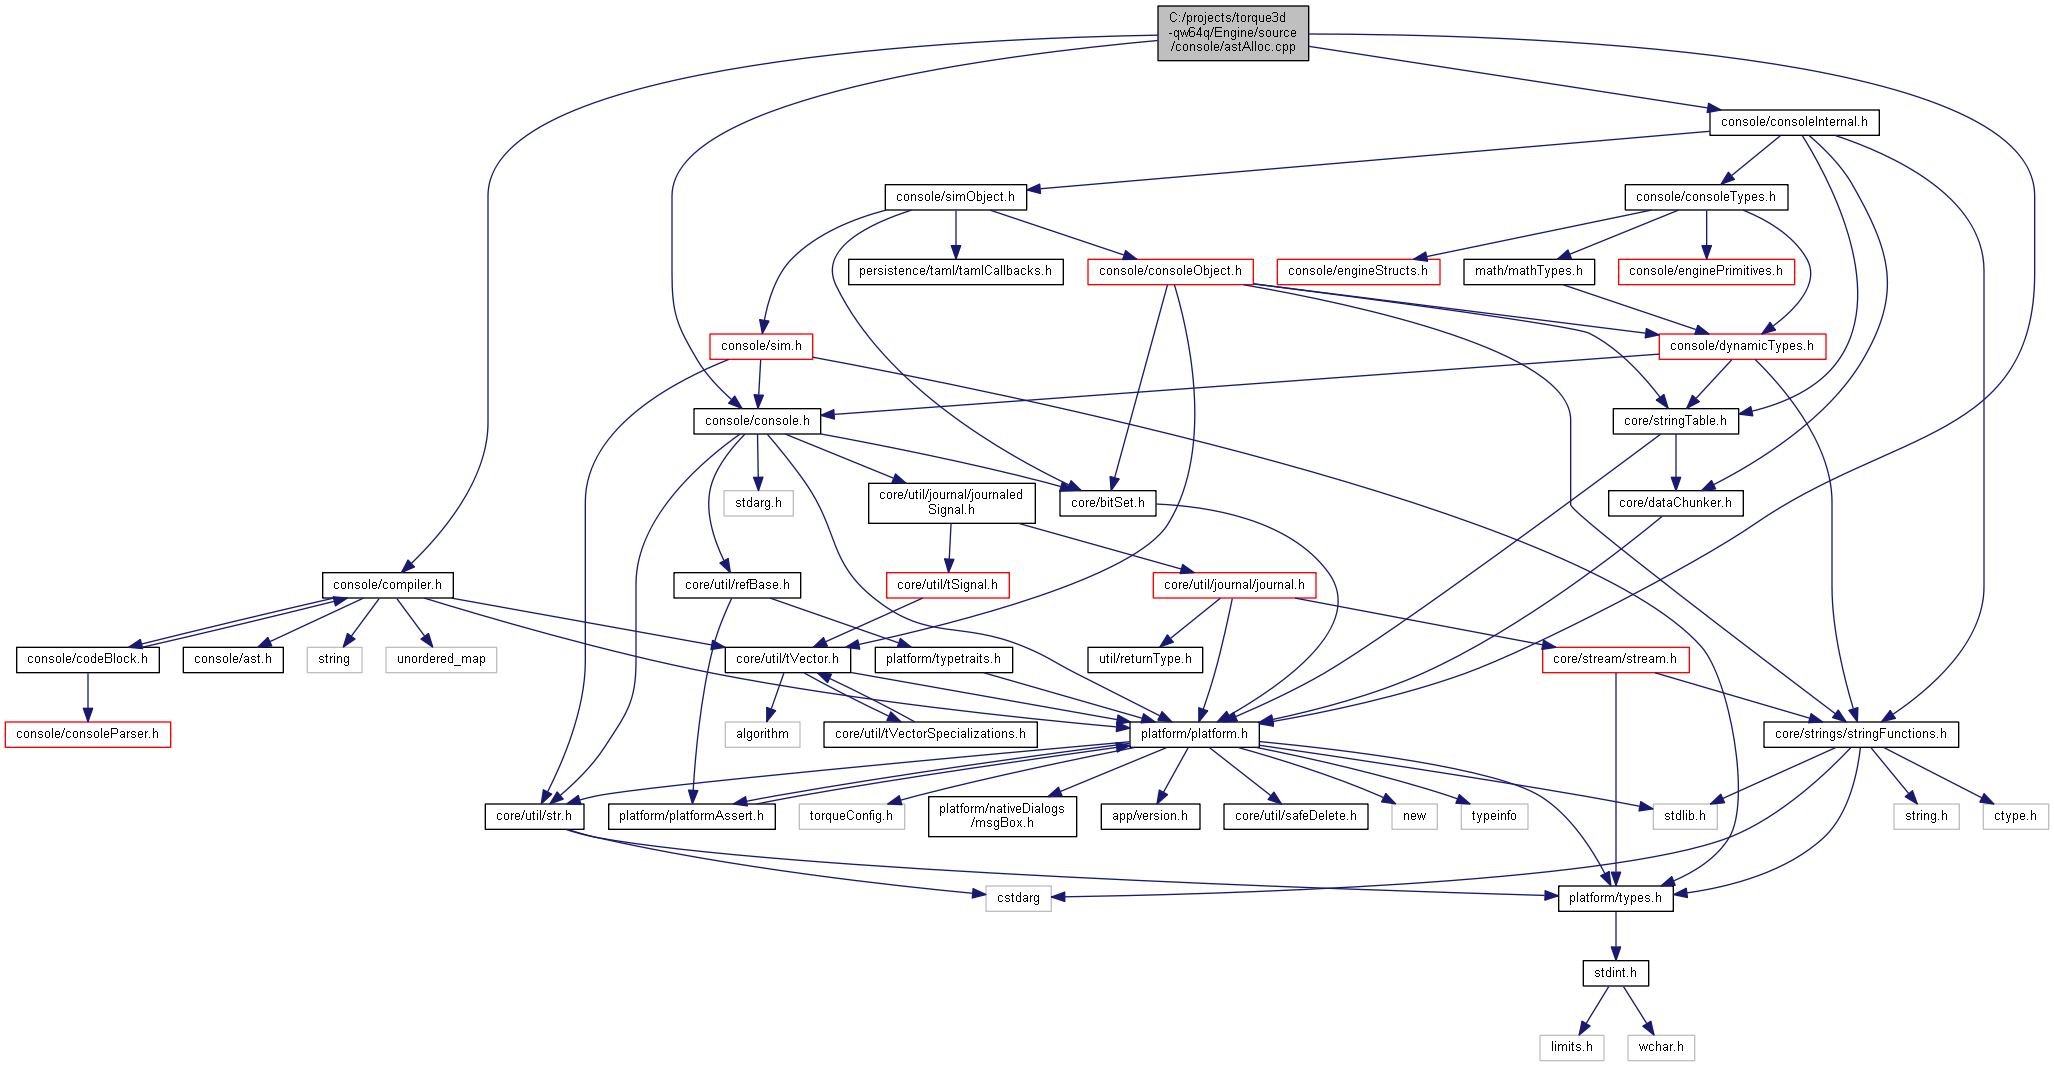 C:/projects/torque3d
-qw64q/Engine/source
/console/astAlloc.cpp
console/consoleInternal.h
console/simObject.h
console/consoleTypes.h
persistence/taml/tamlCallbacks.h
console/consoleObject.h
console/engineStructs.h
math/mathTypes.h
console/enginePrimitives.h
console/sim.h
console/dynamicTypes.h
console/console.h
core/stringTable.h
stdarg.h
core/util/journal/journaled
Signal.h
core/bitSet.h
core/dataChunker.h
console/compiler.h
core/util/refBase.h
core/util/tSignal.h
core/util/journal/journal.h
console/codeBlock.h
console/ast.h
string
unordered_map
core/util/tVector.h
platform/typetraits.h
util/returnType.h
core/stream/stream.h
console/consoleParser.h
algorithm
core/util/tVectorSpecializations.h
platform/platform.h
core/strings/stringFunctions.h
core/util/str.h
platform/platformAssert.h
torqueConfig.h
platform/nativeDialogs
/msgBox.h
app/version.h
core/util/safeDelete.h
new
typeinfo
stdlib.h
string.h
ctype.h
cstdarg
platform/types.h
stdint.h
limits.h
wchar.h